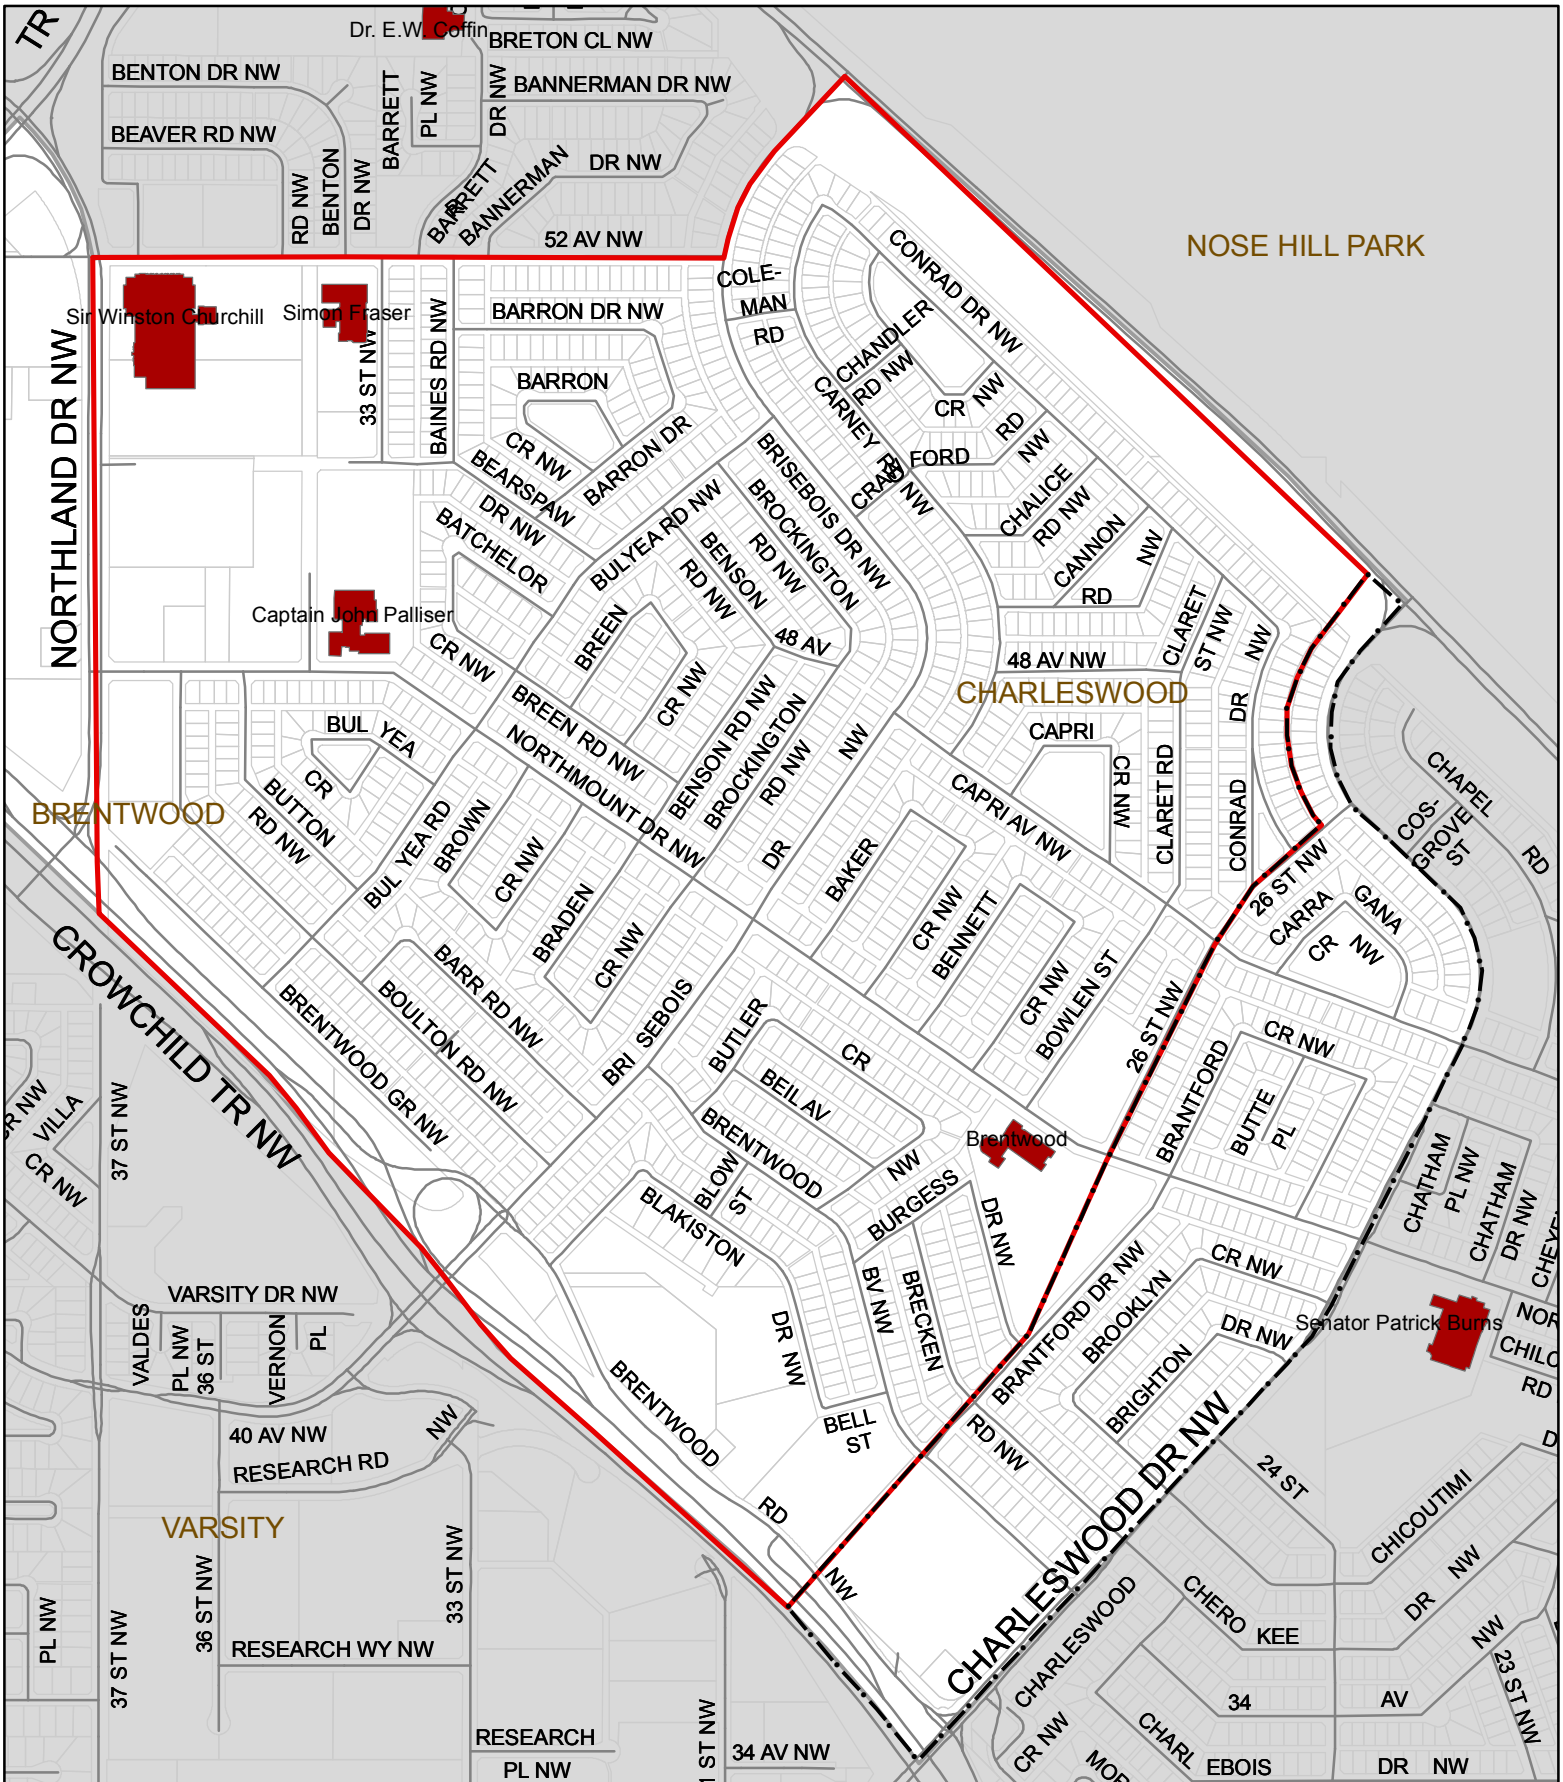 TR
Dr. E.W. Coffin
BRETON CL NW
BENTON DR NW
BARRETT
PL NW
DR NW
BANNERMAN DR NW
BEAVER RD NW
RD NW
BENTON
DR NW
BARRETT
BANNERMAN
DR NW
52 AV NW
NOSE HILL PARK
Sir Winston Churchill
Simon Fraser
33 ST NW
BAINES RD NW
BARRON DR NW
COLE-
MAN
RD
CONRAD DR NW
CHANDLER
RD NW
CR NW
NORTHLAND DR NW
BARRON
CR NW
BARRON DR
BEARSPAW
DR NW
BATCHELOR
CR NW
BULYEA RD NW
BRISEBOIS DR NW
BROCKINGTON
RD NW
BENSON
RD NW
CARNEY RD NW
CRAW
FORD
RD
NW
CHALICE
RD NW
CANNON
RD
NW
CLARET
ST NW
Captain John Palliser
BREEN
CR NW
48 AV
48 AV NW
CHARLESWOOD
BREEN RD NW
NORTHMOUNT DR NW
BENSON RD NW
BROCKINGTON
RD NW
DR
NW
CAPRI
CR NW
CAPRI AV NW
CLARET RD
CONRAD
DR
NW
BUL YEA
CR
BUTTON
RD NW
BRENTWOOD
BUL YEA RD
BROWN
CR NW
BRADEN
CR NW
BAKER
CR NW
BENNETT
CR NW
BOWLEN ST
26 ST NW
26 ST NW
CARRA
GANA
CR
NW
CHAPEL
RD
COS-
GROVE
ST
CROWCHILD TR NW
BARR RD NW
BOULTON RD NW
BRENTWOOD GR NW
BRI SEBOIS
BUTLER
CR
NW
BEIL AV
BRENTWOOD
BV NW
Brentwood
BURGESS
DR NW
BLOW
ST
BLAKISTON
DR NW
BRECKEN
RD NW
BELL
ST
BRANTFORD
CR NW
BUTTE
PL
BRANTFORD DR NW
BROOKLYN
CR NW
BRIGHTON
DR NW
CHATHAM
PL NW
CHATHAM
DR NW
Senator Patrick Burns
RD
VILLA
CR NW
37 ST NW
VARSITY DR NW
VALDES
PL NW
36 ST
VERNON
PL
40 AV NW
RESEARCH RD
NW
VARSITY
BRENTWOOD
RD
NW
CHARLESWOOD DR NW
24 ST
CHICOUTIMI
DR
NW
PL NW
37 ST NW
36 ST NW
33 ST NW
RESEARCH WY NW
RESEARCH
PL NW
34 AV NW
CHARLESWOOD
CR NW
CHERO
KEE
34
AV
NW
23 ST NW
CHARL
EBOIS
DR NW